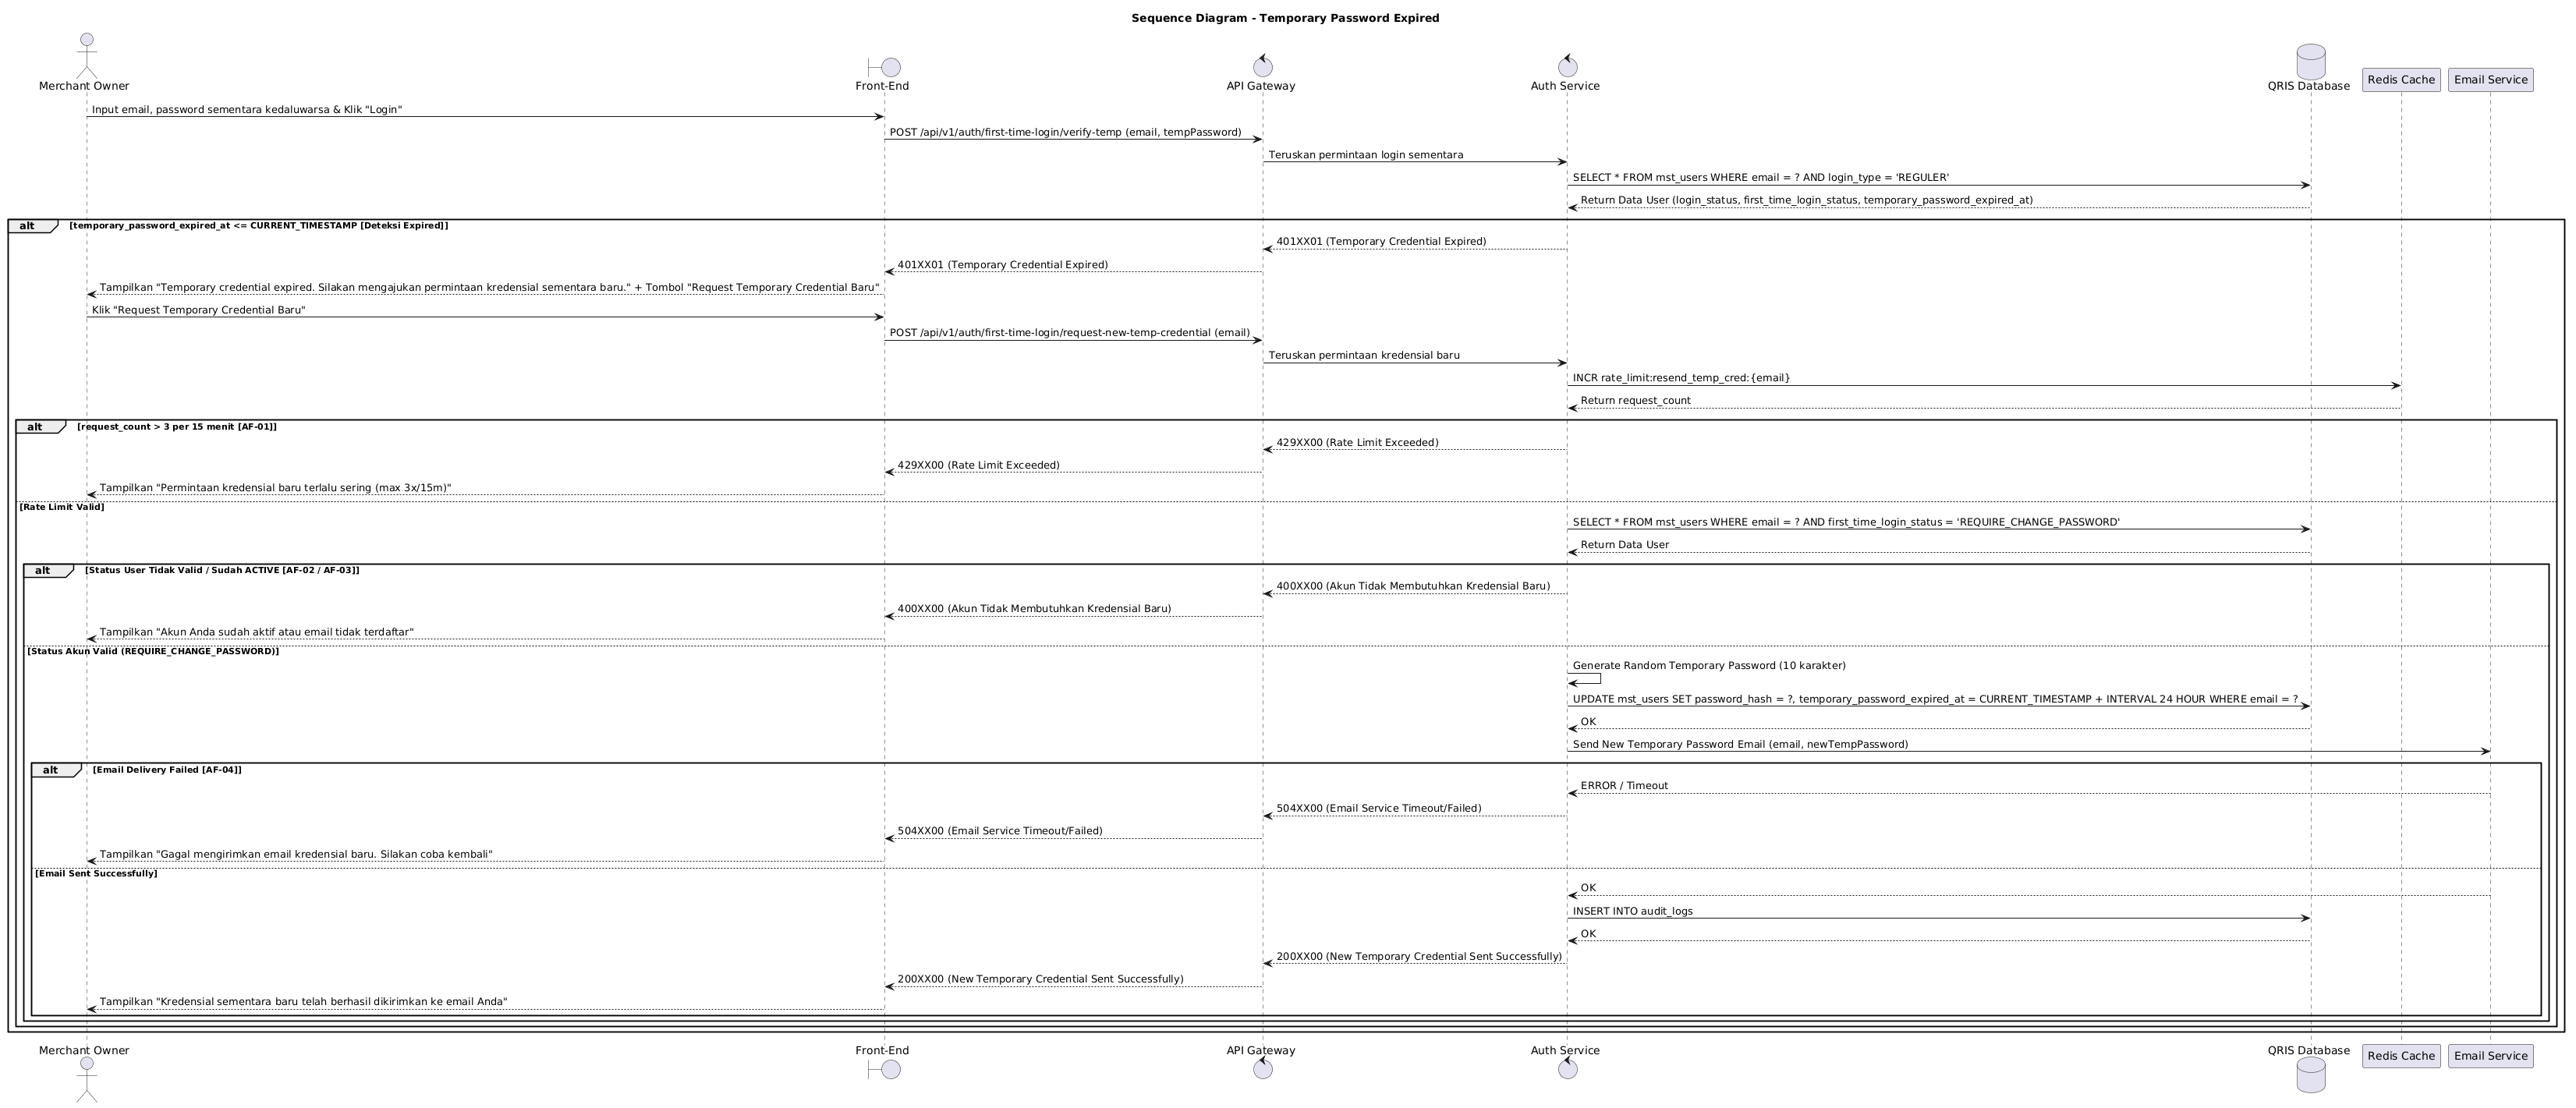 Sequence Diagram - Temporary Password Expired
Merchant Owner
Front-End
API Gateway
Auth Service
QRIS Database
Redis Cache
Email Service
Input email, password sementara kedaluwarsa & Klik "Login"
POST /api/v1/auth/first-time-login/verify-temp (email, tempPassword)
Teruskan permintaan login sementara
SELECT * FROM mst_users WHERE email = ? AND login_type = 'REGULER'
Return Data User (login_status, first_time_login_status, temporary_password_expired_at)
alt [temporary_password_expired_at <= CURRENT_TIMESTAMP [Deteksi Expired]]
401XX01 (Temporary Credential Expired)
401XX01 (Temporary Credential Expired)
Tampilkan "Temporary credential expired. Silakan mengajukan permintaan kredensial sementara baru." + Tombol "Request Temporary Credential Baru"
Klik "Request Temporary Credential Baru"
POST /api/v1/auth/first-time-login/request-new-temp-credential (email)
Teruskan permintaan kredensial baru
INCR rate_limit:resend_temp_cred:{email}
Return request_count
alt [request_count > 3 per 15 menit [AF-01]]
429XX00 (Rate Limit Exceeded)
429XX00 (Rate Limit Exceeded)
Tampilkan "Permintaan kredensial baru terlalu sering (max 3x/15m)"
[Rate Limit Valid]
SELECT * FROM mst_users WHERE email = ? AND first_time_login_status = 'REQUIRE_CHANGE_PASSWORD'
Return Data User
alt [Status User Tidak Valid / Sudah ACTIVE [AF-02 / AF-03]]
400XX00 (Akun Tidak Membutuhkan Kredensial Baru)
400XX00 (Akun Tidak Membutuhkan Kredensial Baru)
Tampilkan "Akun Anda sudah aktif atau email tidak terdaftar"
[Status Akun Valid (REQUIRE_CHANGE_PASSWORD)]
Generate Random Temporary Password (10 karakter)
UPDATE mst_users SET password_hash = ?, temporary_password_expired_at = CURRENT_TIMESTAMP + INTERVAL 24 HOUR WHERE email = ?
OK
Send New Temporary Password Email (email, newTempPassword)
alt [Email Delivery Failed [AF-04]]
ERROR / Timeout
504XX00 (Email Service Timeout/Failed)
504XX00 (Email Service Timeout/Failed)
Tampilkan "Gagal mengirimkan email kredensial baru. Silakan coba kembali"
[Email Sent Successfully]
OK
INSERT INTO audit_logs
OK
200XX00 (New Temporary Credential Sent Successfully)
200XX00 (New Temporary Credential Sent Successfully)
Tampilkan "Kredensial sementara baru telah berhasil dikirimkan ke email Anda"
Merchant Owner
Front-End
API Gateway
Auth Service
QRIS Database
Redis Cache
Email Service